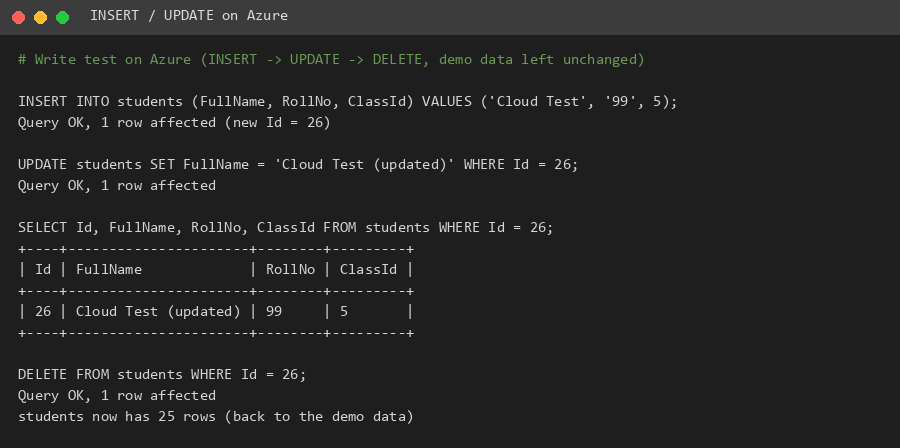 INSERT / UPDATE on Azure
# Write test on Azure (INSERT -> UPDATE -> DELETE, demo data left unchanged)
INSERT INTO students (FullName, RollNo, ClassId) VALUES ('Cloud Test', '99', 5);
Query OK, 1 row affected (new Id = 26)
UPDATE students SET FullName = 'Cloud Test (updated)' WHERE Id = 26;
Query OK, 1 row affected
SELECT Id, FullName, RollNo, ClassId FROM students WHERE Id = 26;
+----+----------------------+--------+---------+
| Id | FullName             | RollNo | ClassId |
+----+----------------------+--------+---------+
| 26 | Cloud Test (updated) | 99     | 5       |
+----+----------------------+--------+---------+
DELETE FROM students WHERE Id = 26;
Query OK, 1 row affected
students now has 25 rows (back to the demo data)